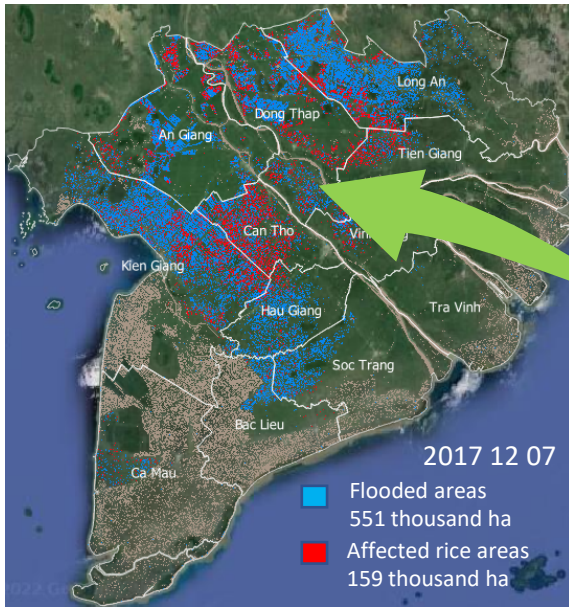 Long An
Dong Thap
An Giang
Tien Giang
Can Tho
Kien Giang
Hau Giang
Tra Vinh
Soc Trang
Bac Lieu
Ca Mau
2017 12 07
Flooded areas
551 thousand ha
Affected rice areas
159 thousand ha